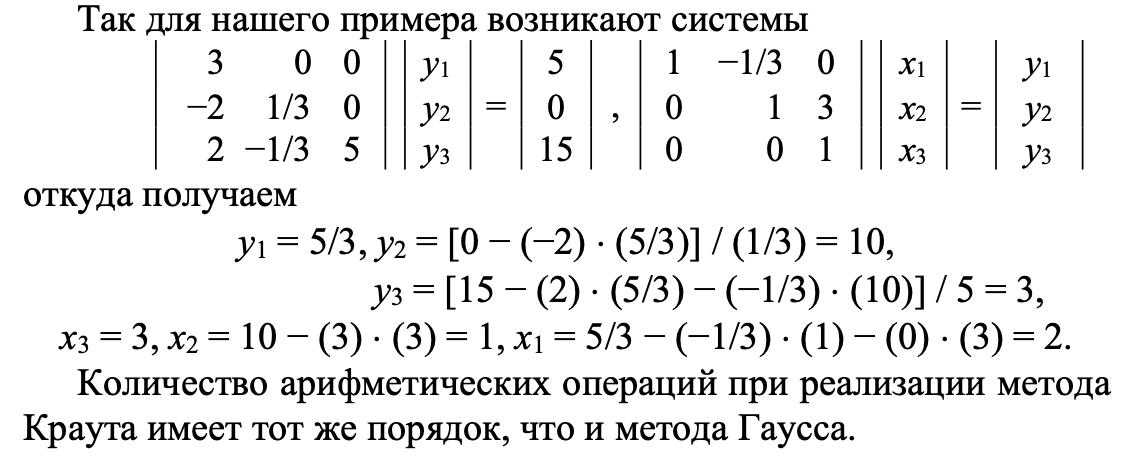 Так для нашего примера возникают системы
| 3 0 0 | | y1 | = | 5 | , | 1 −1/3 0 | | x1 | = | y1 |
| −2 1/3 0 | | y2 | = | 0 | , | 0 1 3 | | x2 | = | y2 |
| 2 −1/3 5 | | y3 | = | 15 | , | 0 0 1 | | x3 | = | y3 |
откуда получаем
y1 = 5/3, y2 = [0 − (−2) · (5/3)] / (1/3) = 10,
y3 = [15 − (2) · (5/3) − (−1/3) · (10)] / 5 = 3,
x3 = 3, x2 = 10 − (3) · (3) = 1, x1 = 5/3 − (−1/3) · (1) − (0) · (3) = 2.
Количество арифметических операций при реализации метода
Краута имеет тот же порядок, что и метода Гаусса.